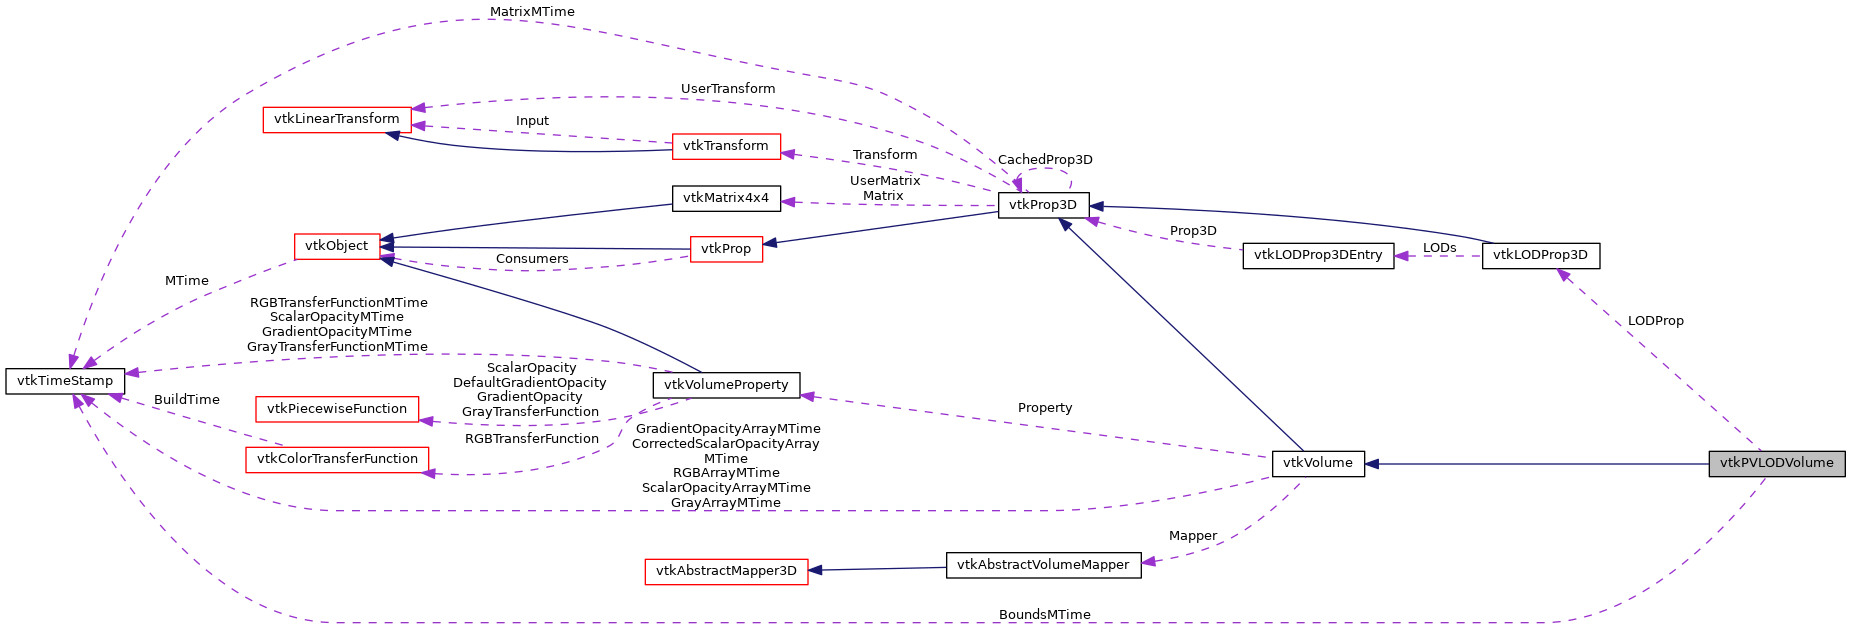 MatrixMTime
UserTransform
vtkLinearTransform
Input
vtkTransform
Transform
CachedProp3D
UserMatrix
Matrix
vtkMatrix4x4
vtkProp3D
Prop3D
vtkObject
vtkProp
Consumers
vtkLODProp3DEntry
LODs
vtkLODProp3D
MTime
RGBTransferFunctionMTime
ScalarOpacityMTime
GradientOpacityMTime
GrayTransferFunctionMTime
LODProp
vtkTimeStamp
ScalarOpacity
DefaultGradientOpacity
GradientOpacity
GrayTransferFunction
vtkVolumeProperty
BuildTime
vtkPiecewiseFunction
Property
RGBTransferFunction
vtkColorTransferFunction
GradientOpacityArrayMTime
CorrectedScalarOpacityArray
MTime
RGBArrayMTime
ScalarOpacityArrayMTime
GrayArrayMTime
vtkVolume
vtkPVLODVolume
Mapper
vtkAbstractMapper3D
vtkAbstractVolumeMapper
BoundsMTime